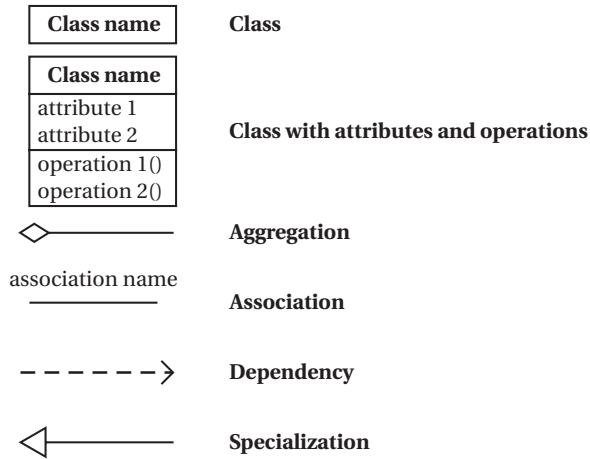 Class name Class
Class name
attribute 1
attribute 2
operation 1()
operation 2()
Class with attributes and operations
Aggregation
association name
Association
Dependency
Specialization